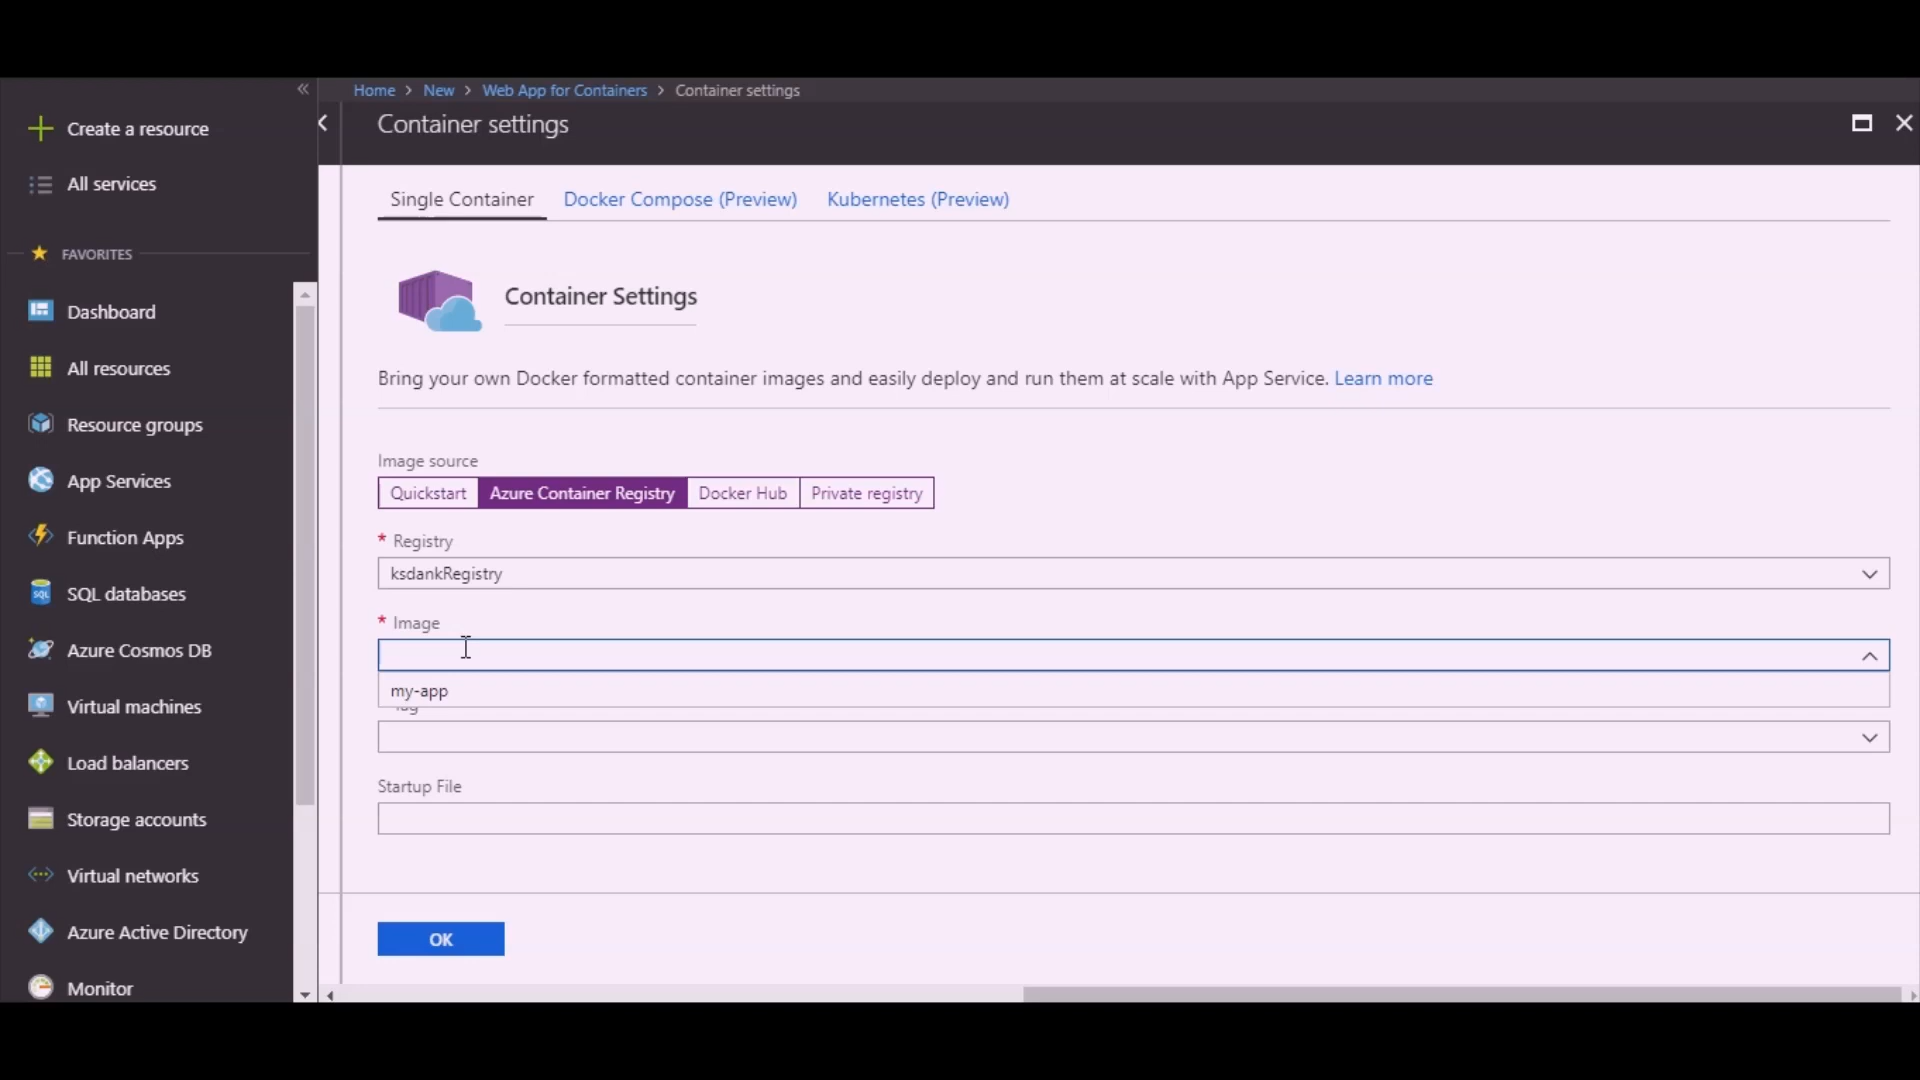 Home > New > Web App for Containers > Container settings
Container settings
Create a resource
All services
FAVORITES
Dashboard
All resources
Resource groups
App Services
Function Apps
SQL databases
Azure Cosmos DB
Virtual machines
Load balancers
Storage accounts
Virtual networks
Azure Active Directory
Monitor
Single Container Docker Compose (Preview) Kubernetes (Preview)
Container Settings
Bring your own Docker formatted container images and easily deploy and run them at scale with App Service. Learn more
Image source
Quickstart Azure Container Registry Docker Hub Private registry
* Registry
ksdankRegistry
* Image
my-app
Startup File
OK